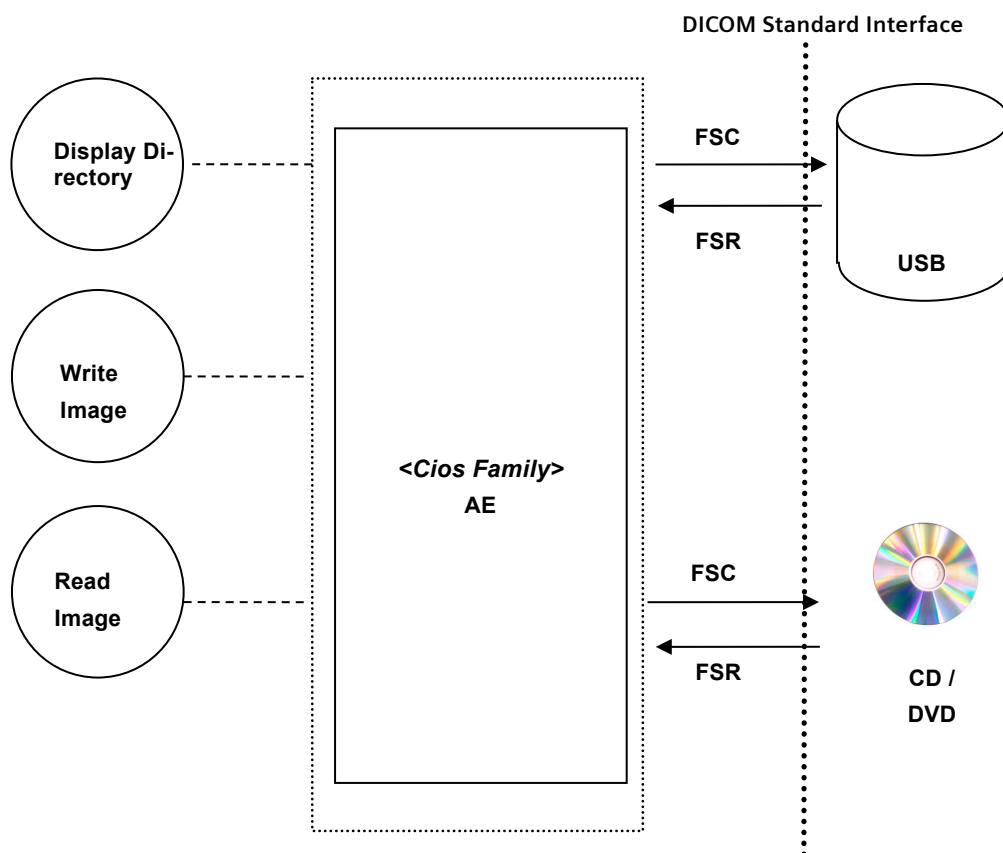 DICOM Standard Interface
Display Di-
rectory
FSC
FSR
USB
Write
Image
<Cios Family>
AE
Read
Image
FSC
FSR
CD /
DVD